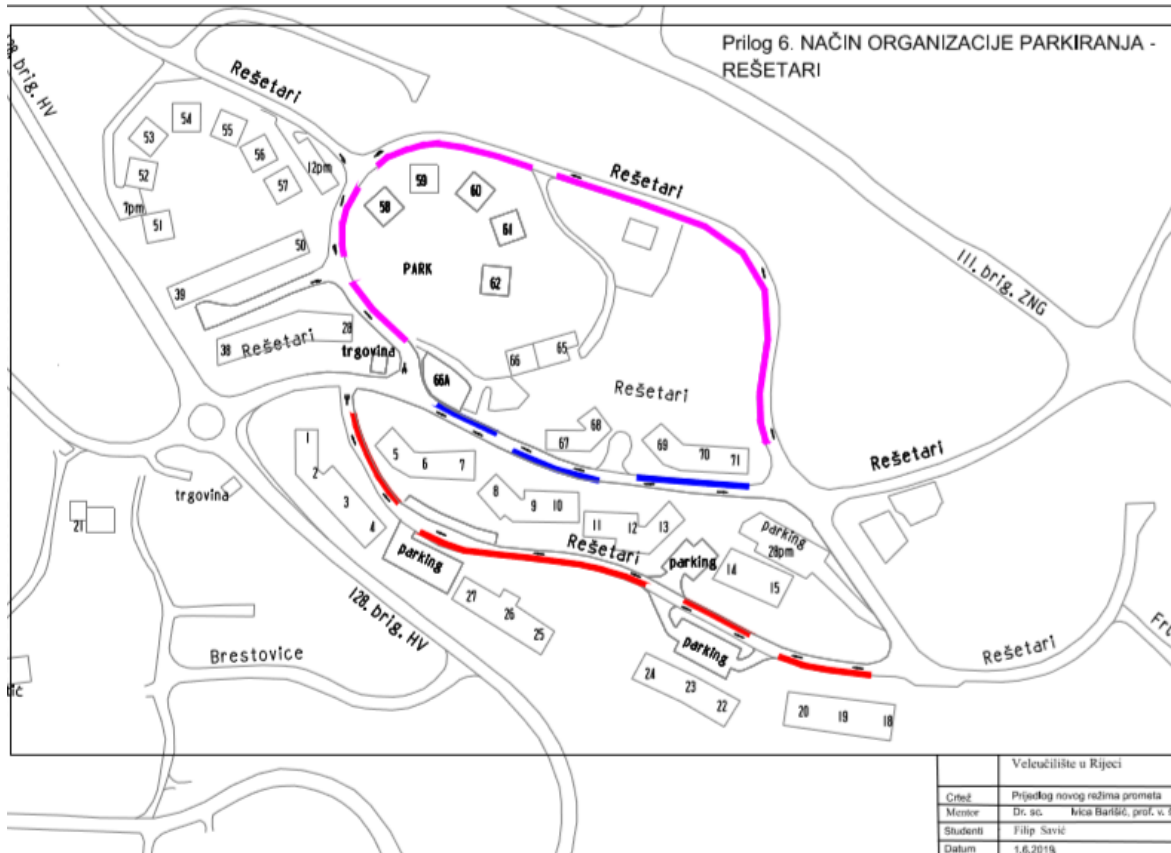 Prilog 6. NAČIN ORGANIZACIJE PARKIRANJA -
REŠETARI
128. brig. HV
Rešetari
54
53
55
52
56
57
12pm
7pm
51
50
39
38
28
Rešetari
trgovina
A
58
59
60
61
62
PARK
66
65
66A
Rešetari
111. brig. ZNG
Rešetari
67
68
69
70
71
Rešetari
1
2
3
4
5
6
7
8
9
10
11
12
13
Rešetari
parking
parking
parking
28pm
14
15
parking
27
26
25
24
23
22
20
19
18
Rešetari
trgovina
21
128. brig. HV
Brestovice
Veleučilište u Rijeci
Crtež Prijedlog novog režima prometa
Mentor Dr. sc. Ivica Barišić, prof. v.
Studenti Filip Savić
Datum 1.6.2019.